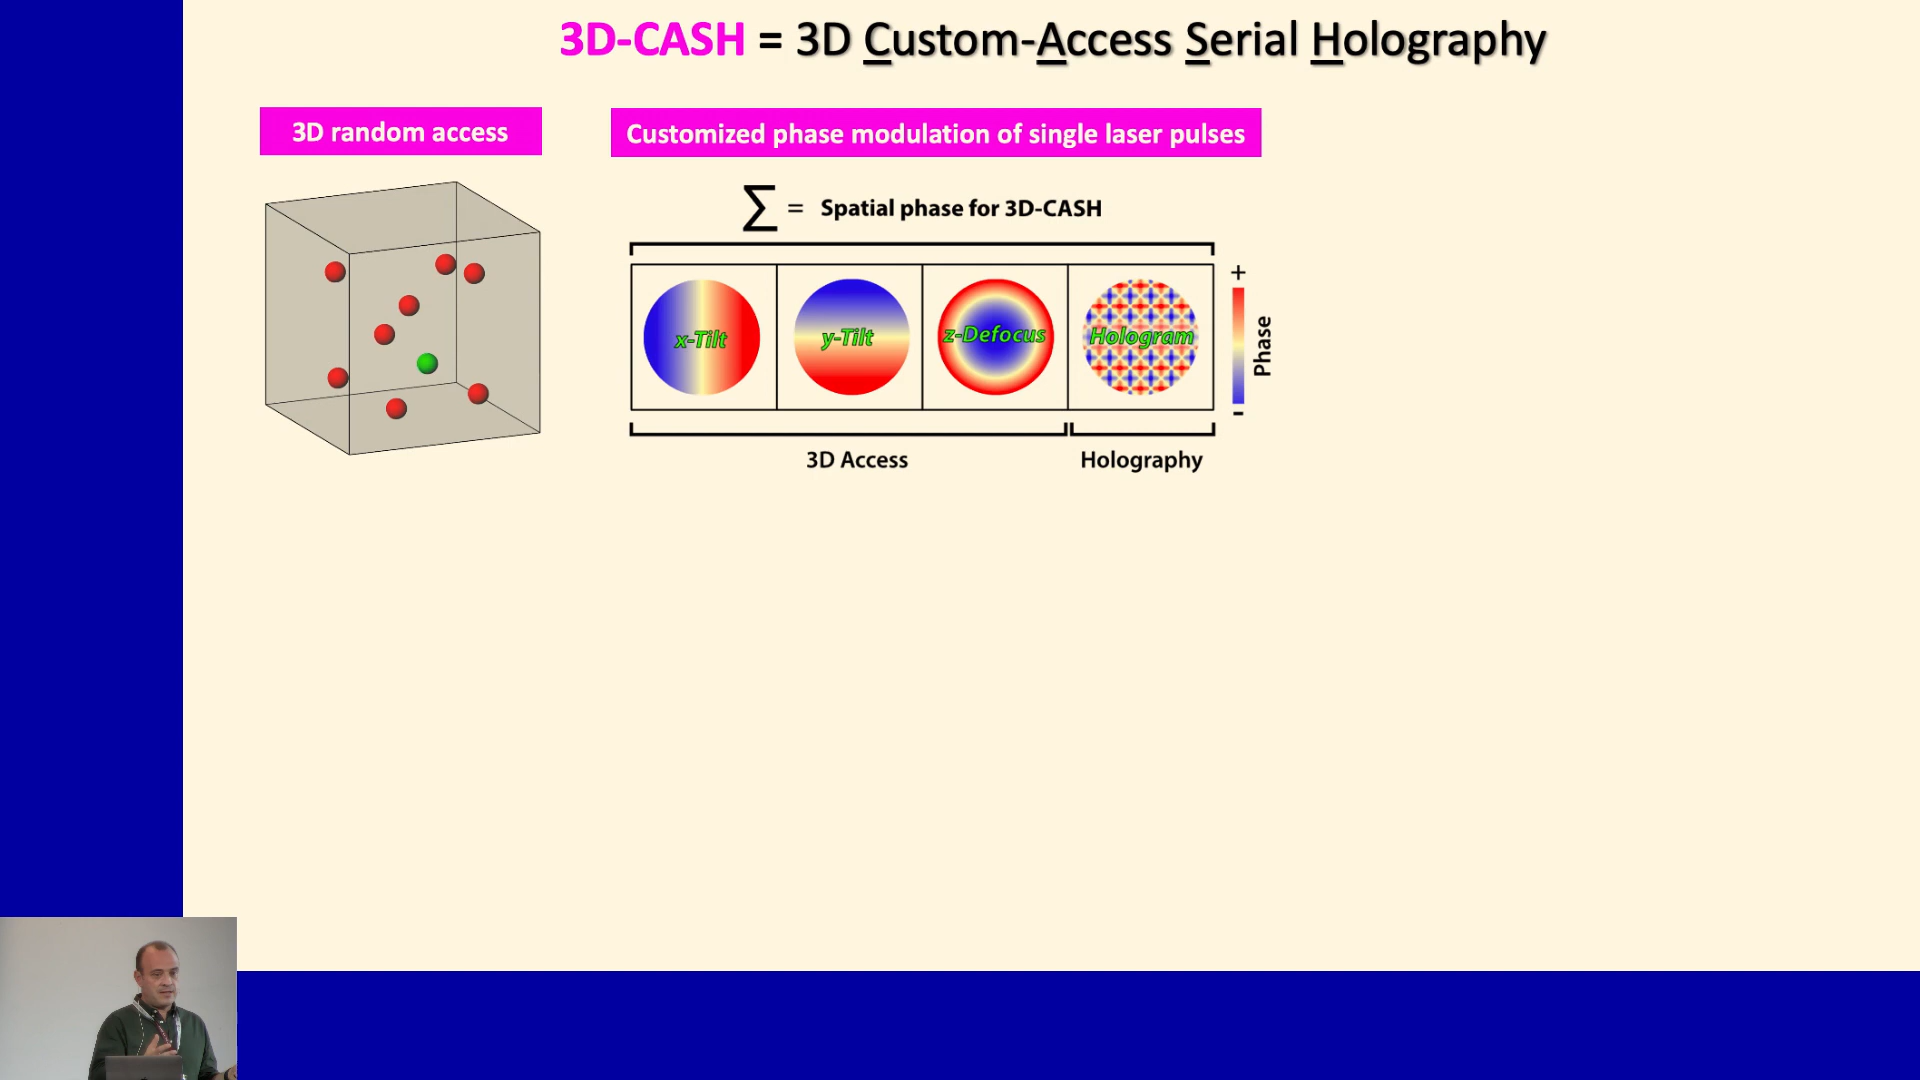 3D-CASH = 3D Custom-Access Serial Holography
3D random access
Customized phase modulation of single laser pulses
∑ = Spatial phase for 3D-CASH
x-Tilt
y-Tilt
z-Defocus
Hologram
+
Phase
-
3D Access
Holography